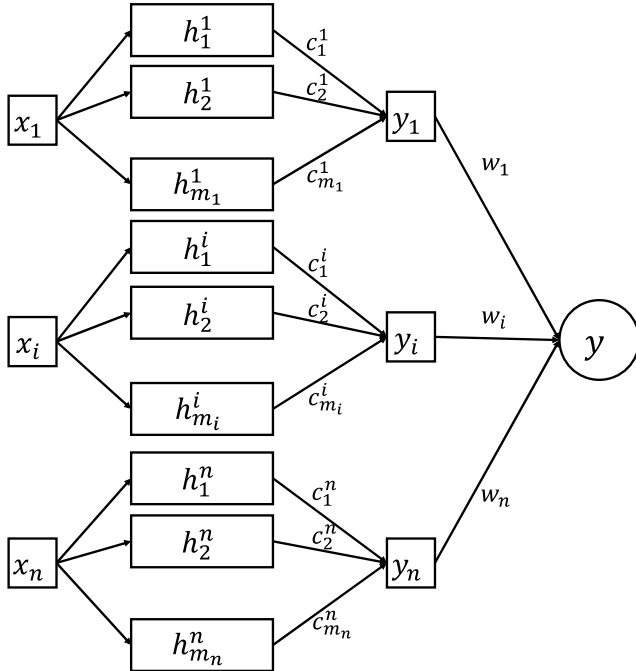 h_1^1
c_1^1
h_2^1
c_2^1
x_1
y_1
h_{m_1}^1
c_{m_1}^1
w_1
h_1^i
c_1^i
h_2^i
c_2^i
x_i
y_i
w_i
y
h_{m_i}^i
c_{m_i}^i
h_1^n
c_1^n
w_n
h_2^n
c_2^n
x_n
y_n
h_{m_n}^n
c_{m_n}^n